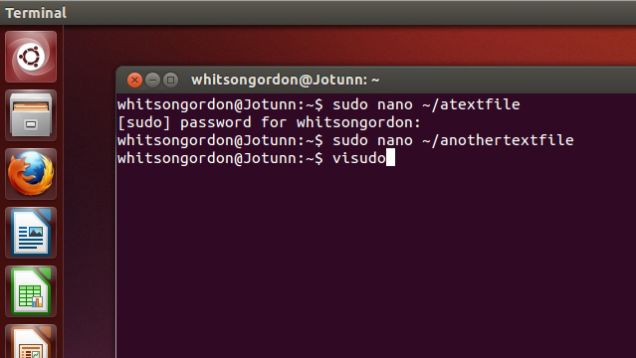 Terminal
whitsongordon@Jotunn: ~
whitsongordon@Jotunn:~$ sudo nano ~/atextfile
[sudo] password for whitsongordon:
whitsongordon@Jotunn:~$ sudo nano ~/anothertextfile
whitsongordon@Jotunn:~$ visudo